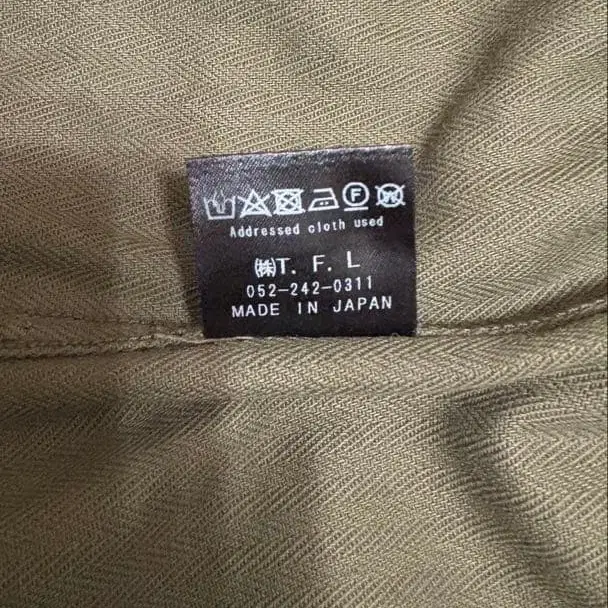 F W
Addressed cloth used
㈱T. F. L
052-242-0311
MADE IN JAPAN